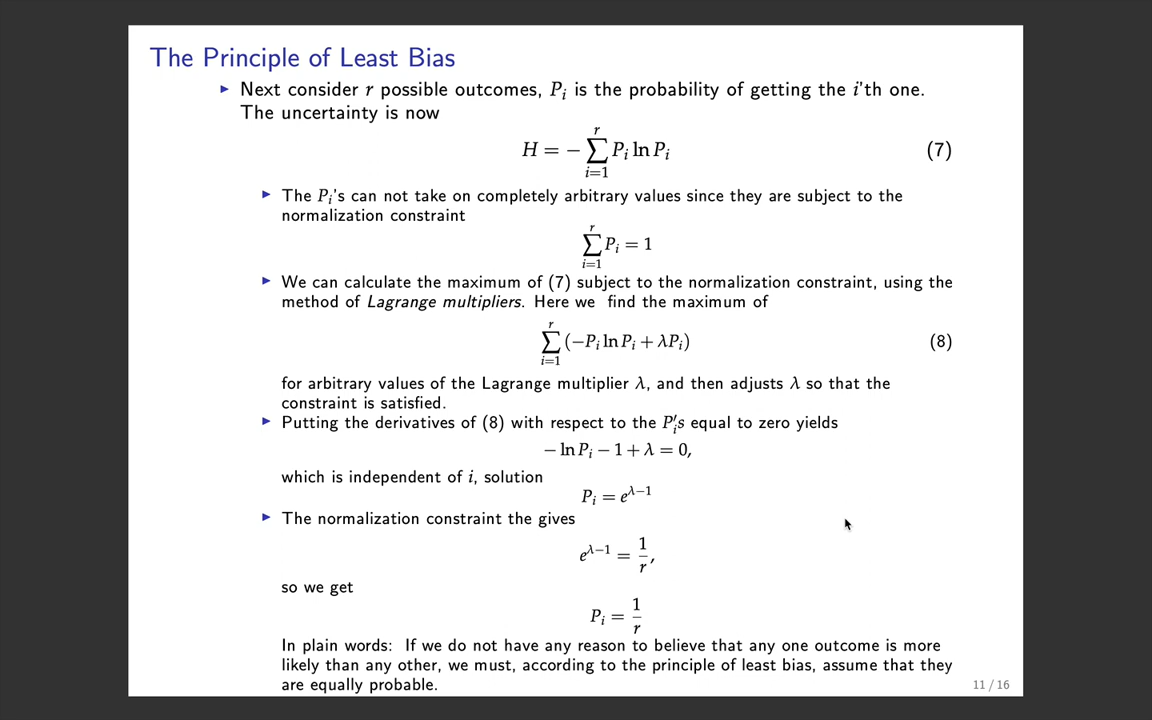 The Principle of Least Bias
▶ Next consider r possible outcomes, P_i is the probability of getting the i'th one.
The uncertainty is now
H = − ∑_{i=1}^{r} P_i ln P_i (7)
▶ The P_i's can not take on completely arbitrary values since they are subject to the
normalization constraint
∑_{i=1}^{r} P_i = 1
▶ We can calculate the maximum of (7) subject to the normalization constraint, using the
method of Lagrange multipliers. Here we find the maximum of
∑_{i=1}^{r} (−P_i ln P_i + λP_i) (8)
for arbitrary values of the Lagrange multiplier λ, and then adjusts λ so that the
constraint is satisfied.
▶ Putting the derivatives of (8) with respect to the P_i's equal to zero yields
− ln P_i − 1 + λ = 0,
which is independent of i, solution
P_i = e^{λ−1}
▶ The normalization constraint the gives
e^{λ−1} = 1/r,
so we get
P_i = 1/r
In plain words: If we do not have any reason to believe that any one outcome is more
likely than any other, we must, according to the principle of least bias, assume that they
are equally probable.
11 / 16